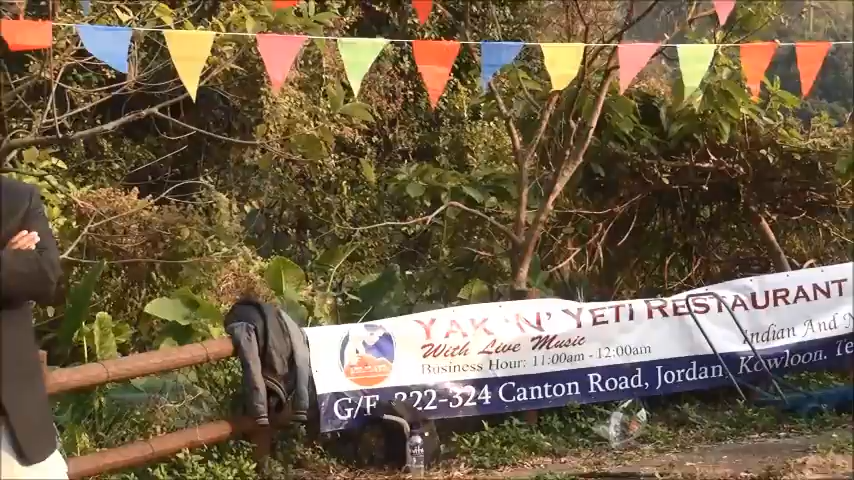 YAK N' YETI RESTAURANT
With Live Music
Indian And N
BUSINESS HOUR: 11:00am - 12:00am
Kowloon,
G/F 322-324, CANTON ROAD, JORDAN,